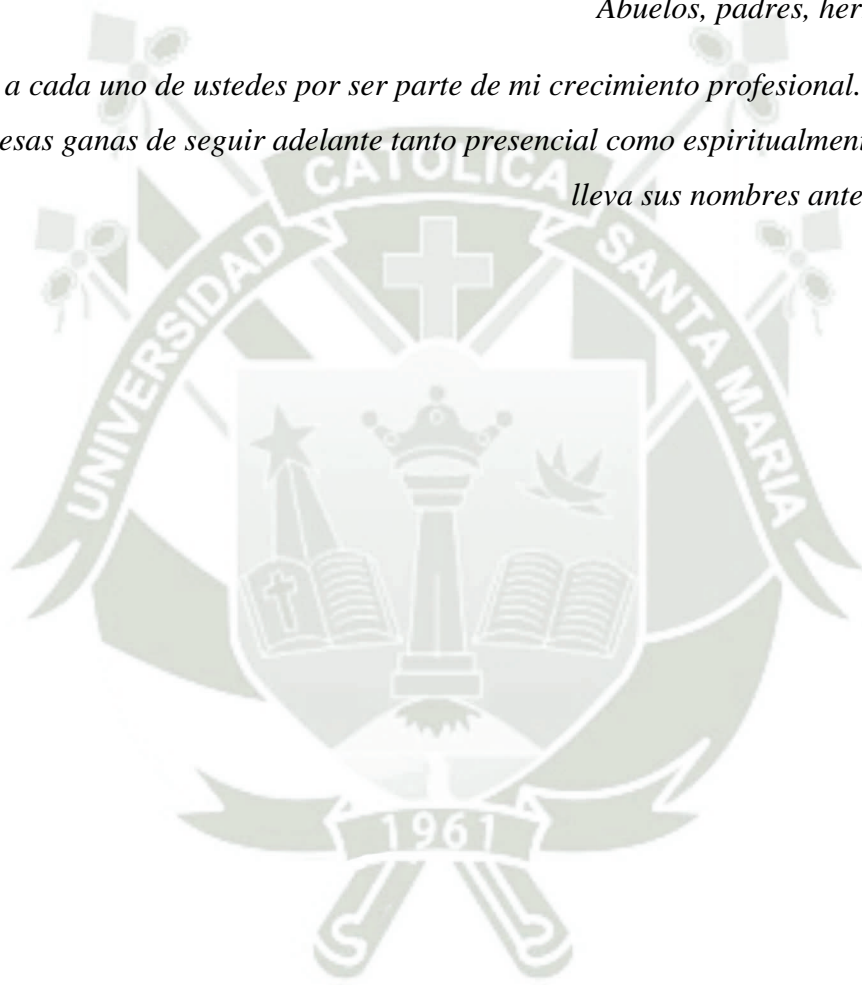 Abuelos, padres, her
a cada uno de ustedes por ser parte de mi crecimiento profesional.
esas ganas de seguir adelante tanto presencial como espiritualmen
lleva sus nombres ante
UNIVERSIDAD CATOLICA SANTA MARIA
1961